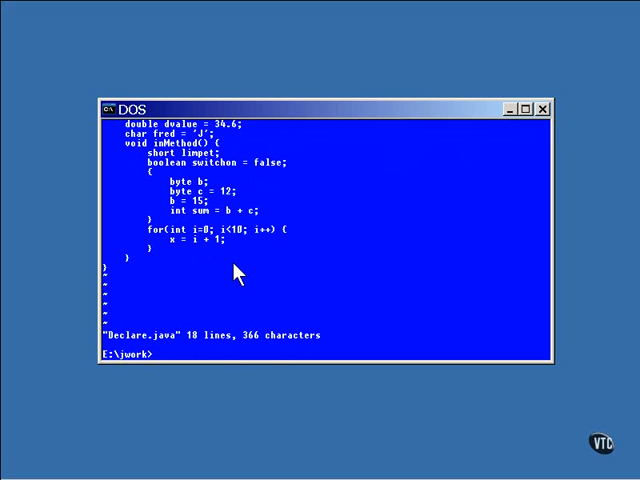 DOS
double dvalue = 34.6;
char fred = 'J';
void inMethod() {
short limpet;
boolean switchon = false;
{
byte b;
byte c = 12;
b = 15;
int sum = b + c;
}
for(int i=0; i<10; i++) {
x = i + 1;
}
}
}
~
~
~
~
~
~
"Declare.java" 18 lines, 366 characters
E:\jwork>
VTC